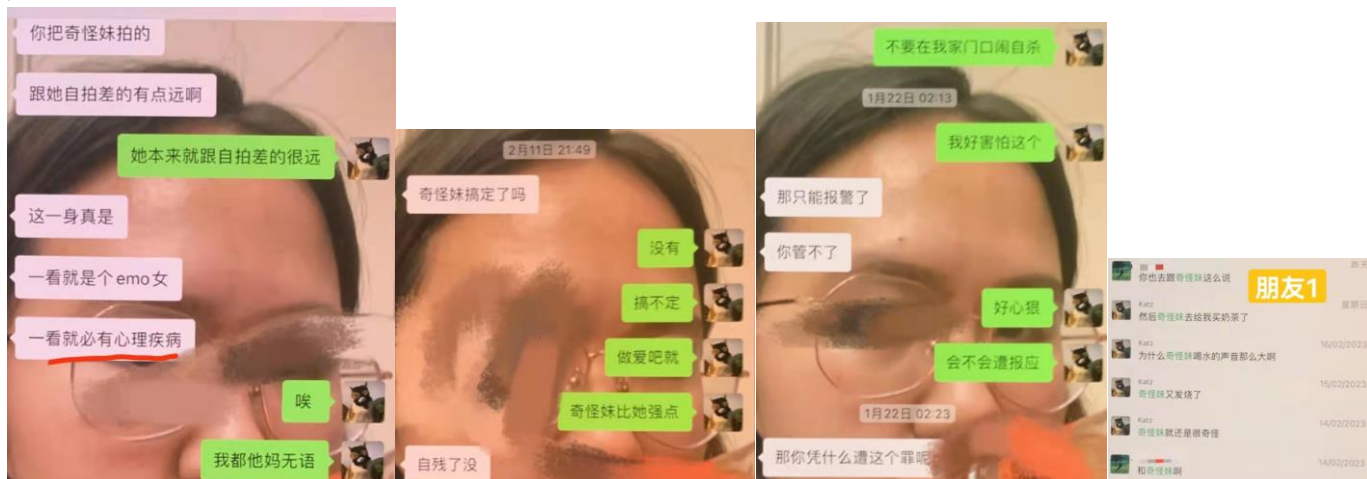 你把奇怪妹拍的
跟她自拍差的有点远啊
她本来就跟自拍差的很远
这一身真是
一看就是个emo女
一看就必有心理疾病
唉
我都他妈无语
2月11日 21:49
奇怪妹搞定了吗
没有
搞不定
做爱吧就
奇怪妹比她强点
自残了没
不要在我家门口闹自杀
1月22日 02:13
我好害怕这个
那只能报警了
你管不了
好心狠
会不会遭报应
1月22日 02:23
那你凭什么遭这个罪呢
昨天
你也去跟奇怪妹这么说
朋友1
Katz
星期日
然后奇怪妹去给我买奶茶了
Katz
16/02/2023
为什么奇怪妹喝水的声音那么大啊
Katz
15/02/2023
奇怪妹又发烧了
Katz
14/02/2023
奇怪妹就还是很奇怪
14/02/2023
和奇怪妹啊